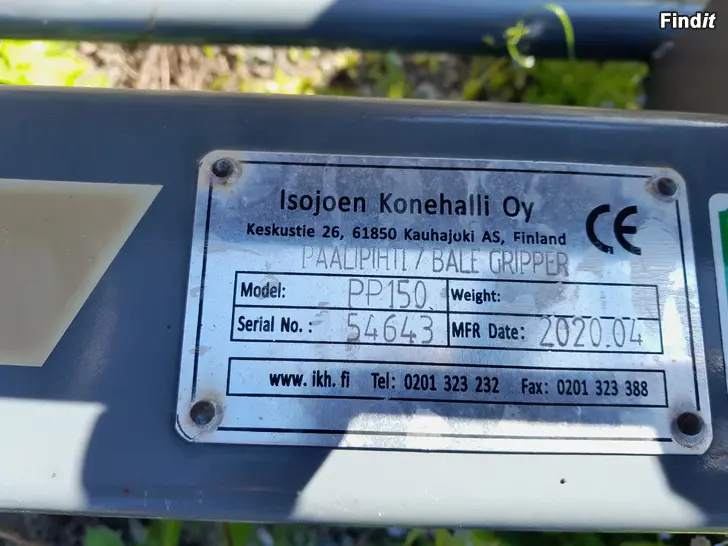 Findit
Isojoen Konehalli Oy
Keskustie 26, 61850 Kauhajoki AS, Finland
CE
PAALIPIHTI / BALE GRIPPER
Model: PP150 Weight:
Serial No.: 54643 MFR Date: 2020.04
www.ikh.fi Tel: 0201 323 232 Fax: 0201 323 388